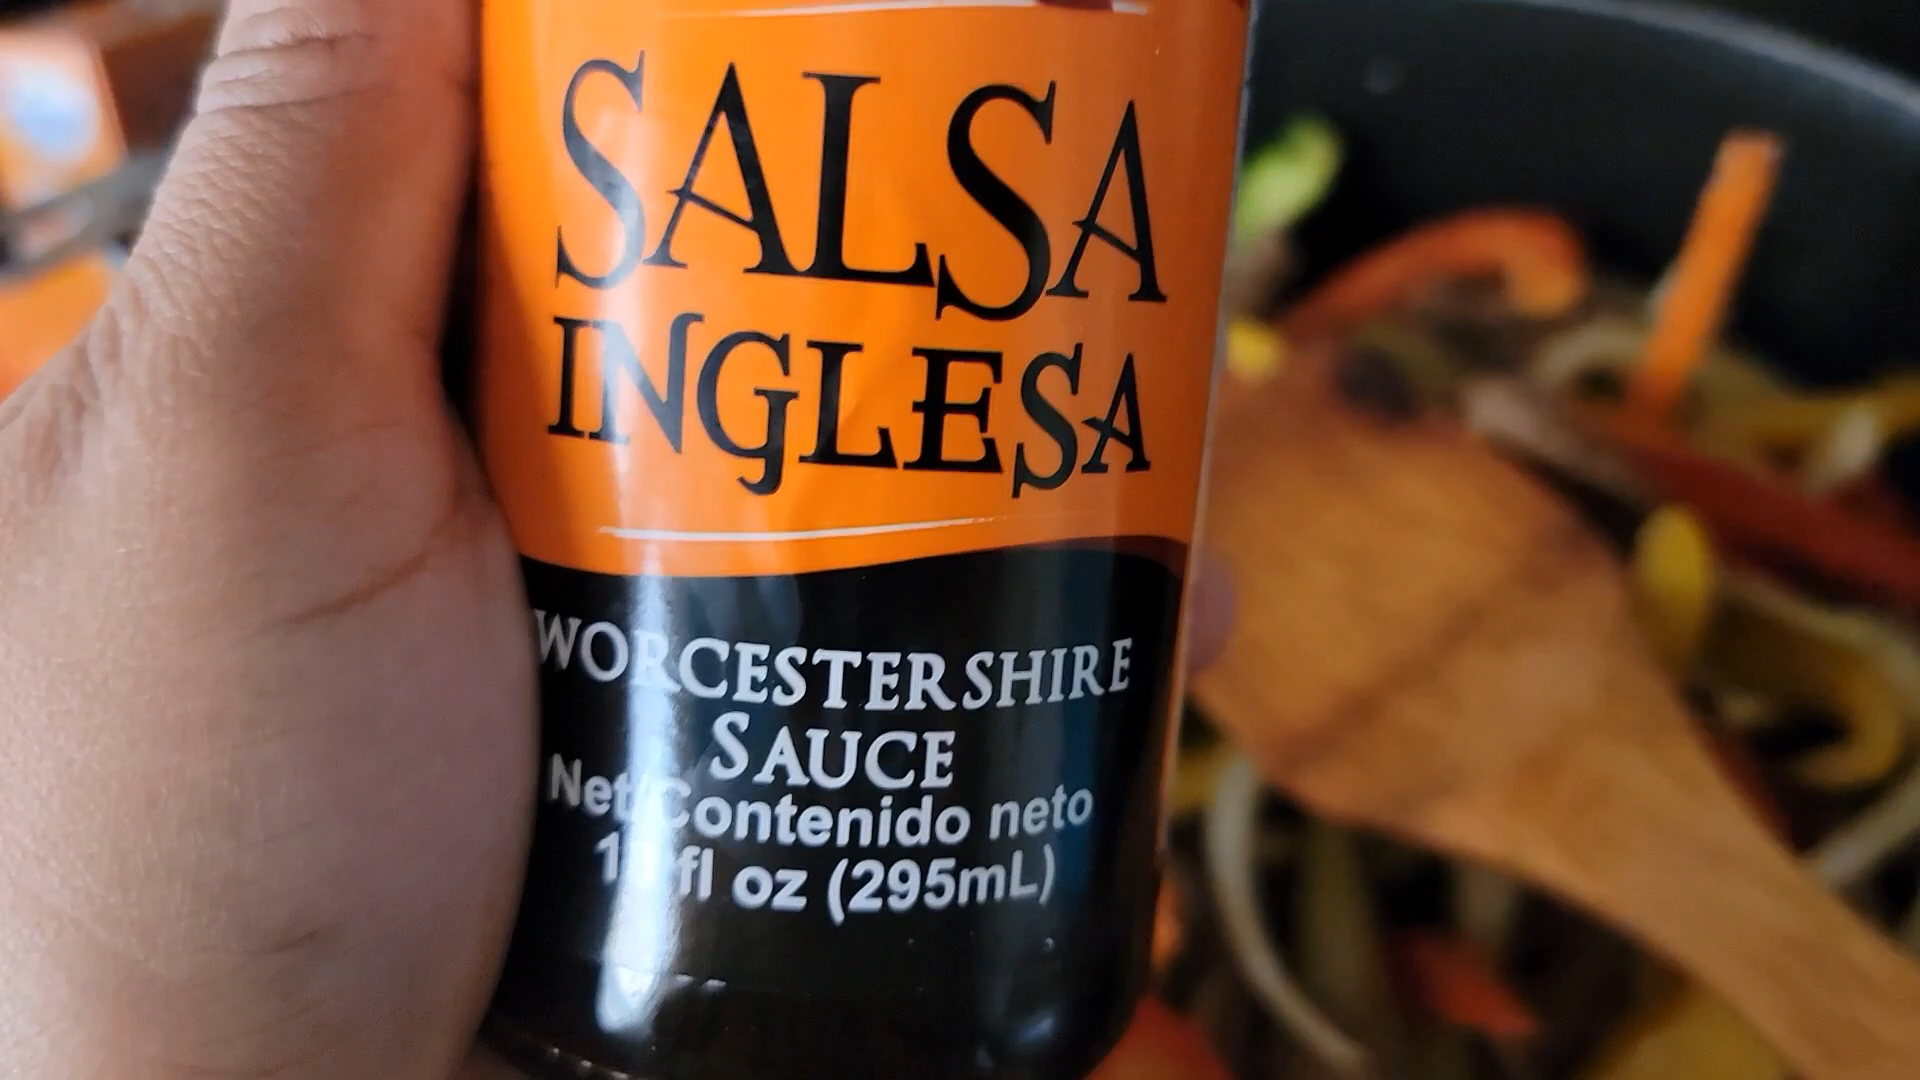 SALSA
INGLESA
WORCESTERSHIRE
SAUCE
Net/Contenido neto
fl oz (295mL)